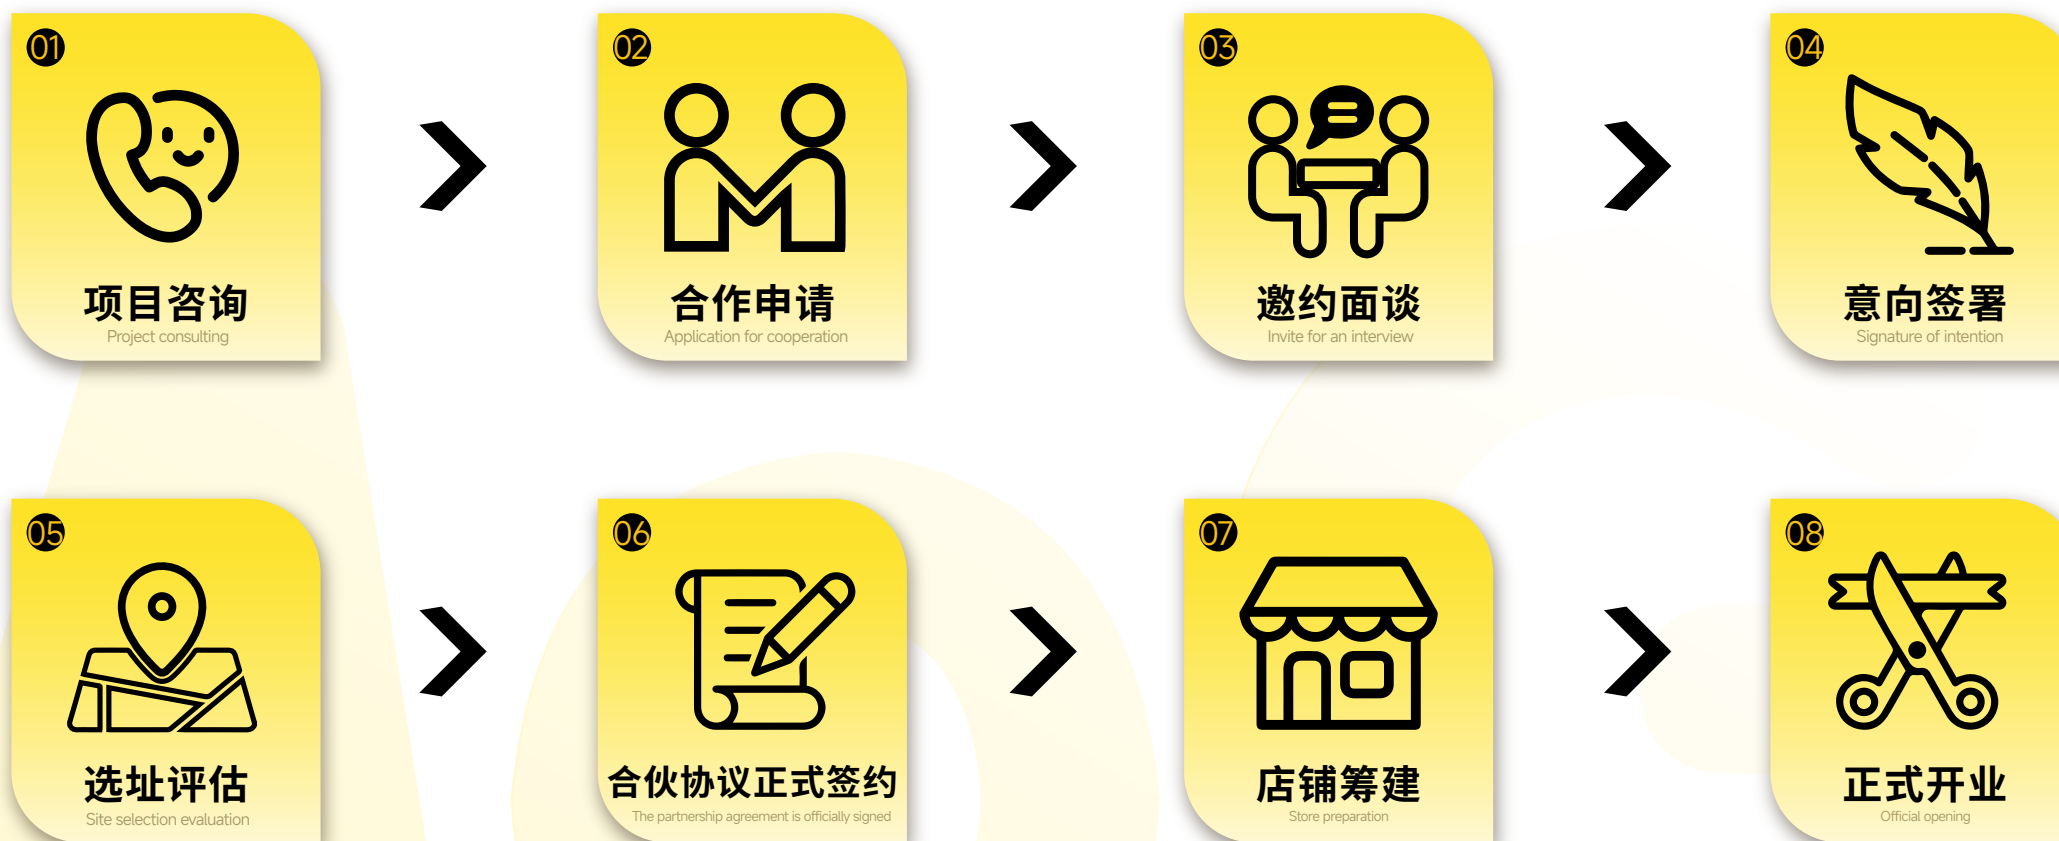 01
项目咨询
Project consulting
02
合作申请
Application for cooperation
03
邀约面谈
Invite for an interview
04
意向签署
Signature of intention
05
选址评估
Site selection evaluation
06
合伙协议正式签约
The partnership agreement is officially signed
07
店铺筹建
Store preparation
08
正式开业
Official opening